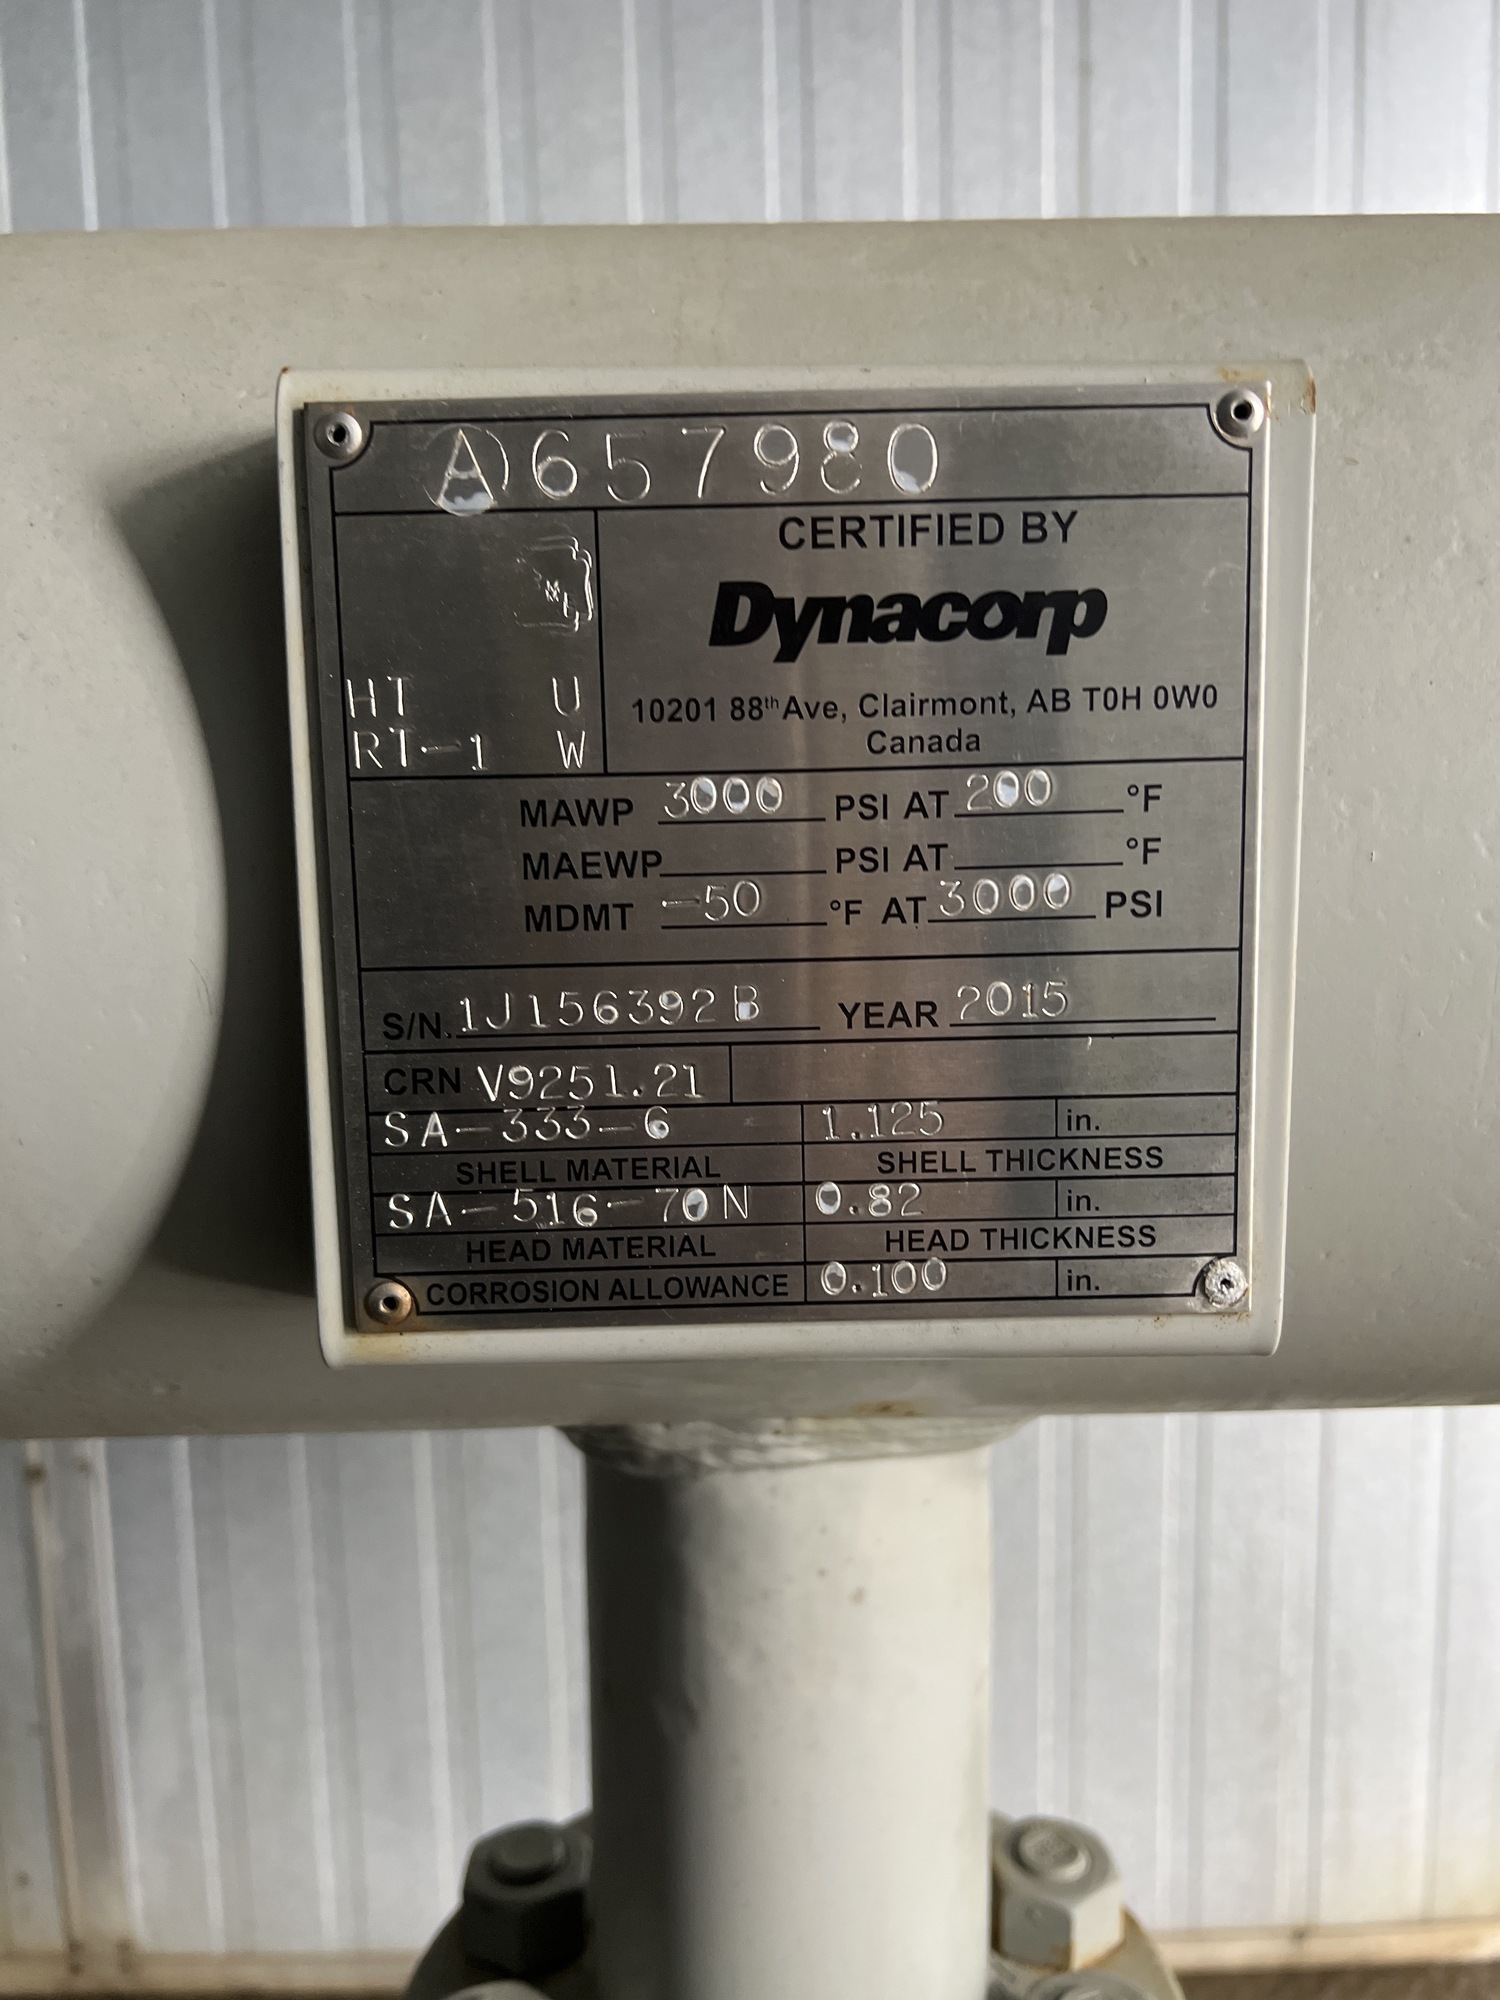 A657980
CERTIFIED BY
Dynacorp
10201 88th Ave, Clairmont, AB T0H 0W0
Canada
HT U
RT-1 W
MAWP 3000 PSI AT 200 °F
MAEWP PSI AT °F
MDMT -50 °F AT 3000 PSI
S/N. 1J156392B YEAR 2015
CRN V9251.21
SA-333-6 1.125 in.
SHELL MATERIAL SHELL THICKNESS
SA-516-70N 0.82 in.
HEAD MATERIAL HEAD THICKNESS
CORROSION ALLOWANCE 0.100 in.